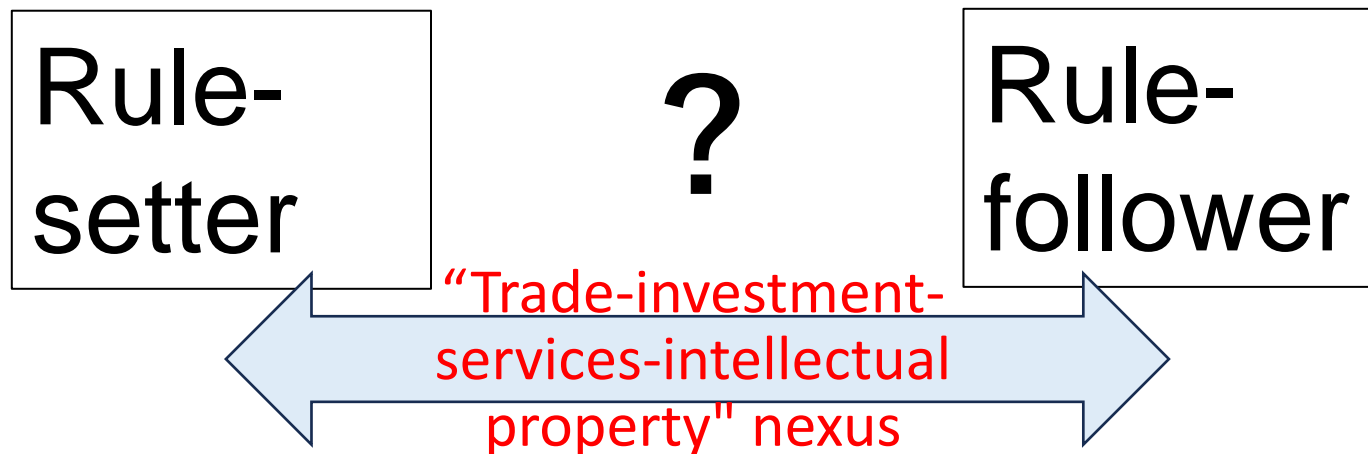 Rule-
setter
?
Rule-
follower
“Trade-investment-
services-intellectual
property" nexus